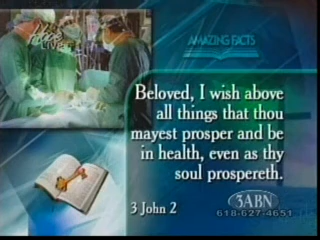 AMAZING FACTS
LIVE
Beloved, I wish above
all things that thou
mayest prosper and be
in health, even as thy
soul prospereth.
3 John 2
3ABN
618-627-4651